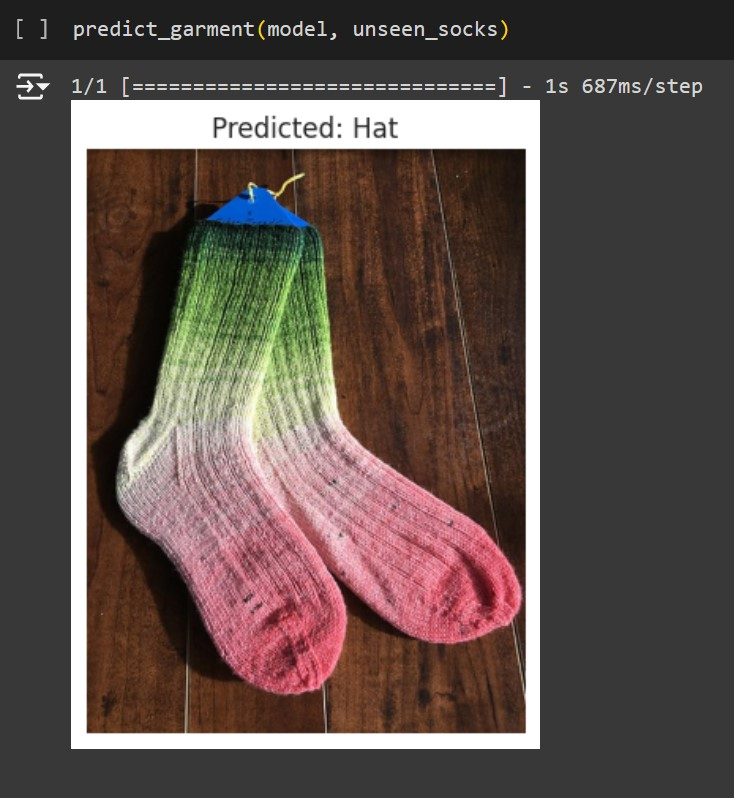 [ ] predict_garment(model, unseen_socks)
1/1 [==============================] - 1s 687ms/step
Predicted: Hat